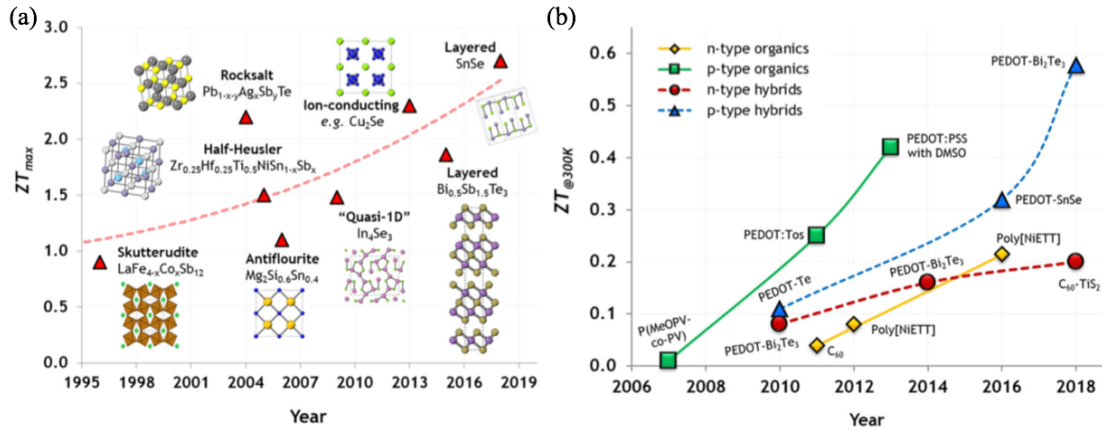 (a)
3.0
2.5
2.0
1.5
1.0
0.5
0.0
ZTmax
1995
1998
2001
2004
2007
2010
2013
2016
2019
Year
Rocksalt
Pb1-x-yAgxSbyTe
Half-Heusler
Zr0.25Hf0.25Ti0.5NiSn1-xSbx
Skutterudite
LaFe4-xCoxSb12
Antiflourite
Mg2Si0.6Sn0.4
Ion-conducting
e.g. Cu2Se
"Quasi-1D"
In4Se3
Layered
SnSe
Layered
Bi0.5Sb1.5Te3
(b)
0.6
0.5
0.4
0.3
0.2
0.1
0.0
ZT@300K
2006
2008
2010
2012
2014
2016
2018
Year
n-type organics
p-type organics
n-type hybrids
p-type hybrids
PEDOT-Bi2Te3
PEDOT:PSS
with DMSO
PEDOT:Tos
PEDOT-SnSe
Poly[NiETT]
PEDOT-Bi2Te3
PEDOT-Te
C60-TiS2
P(MeOPV-
co-PV)
PEDOT-Bi2Te3
Poly[NiETT]
C60